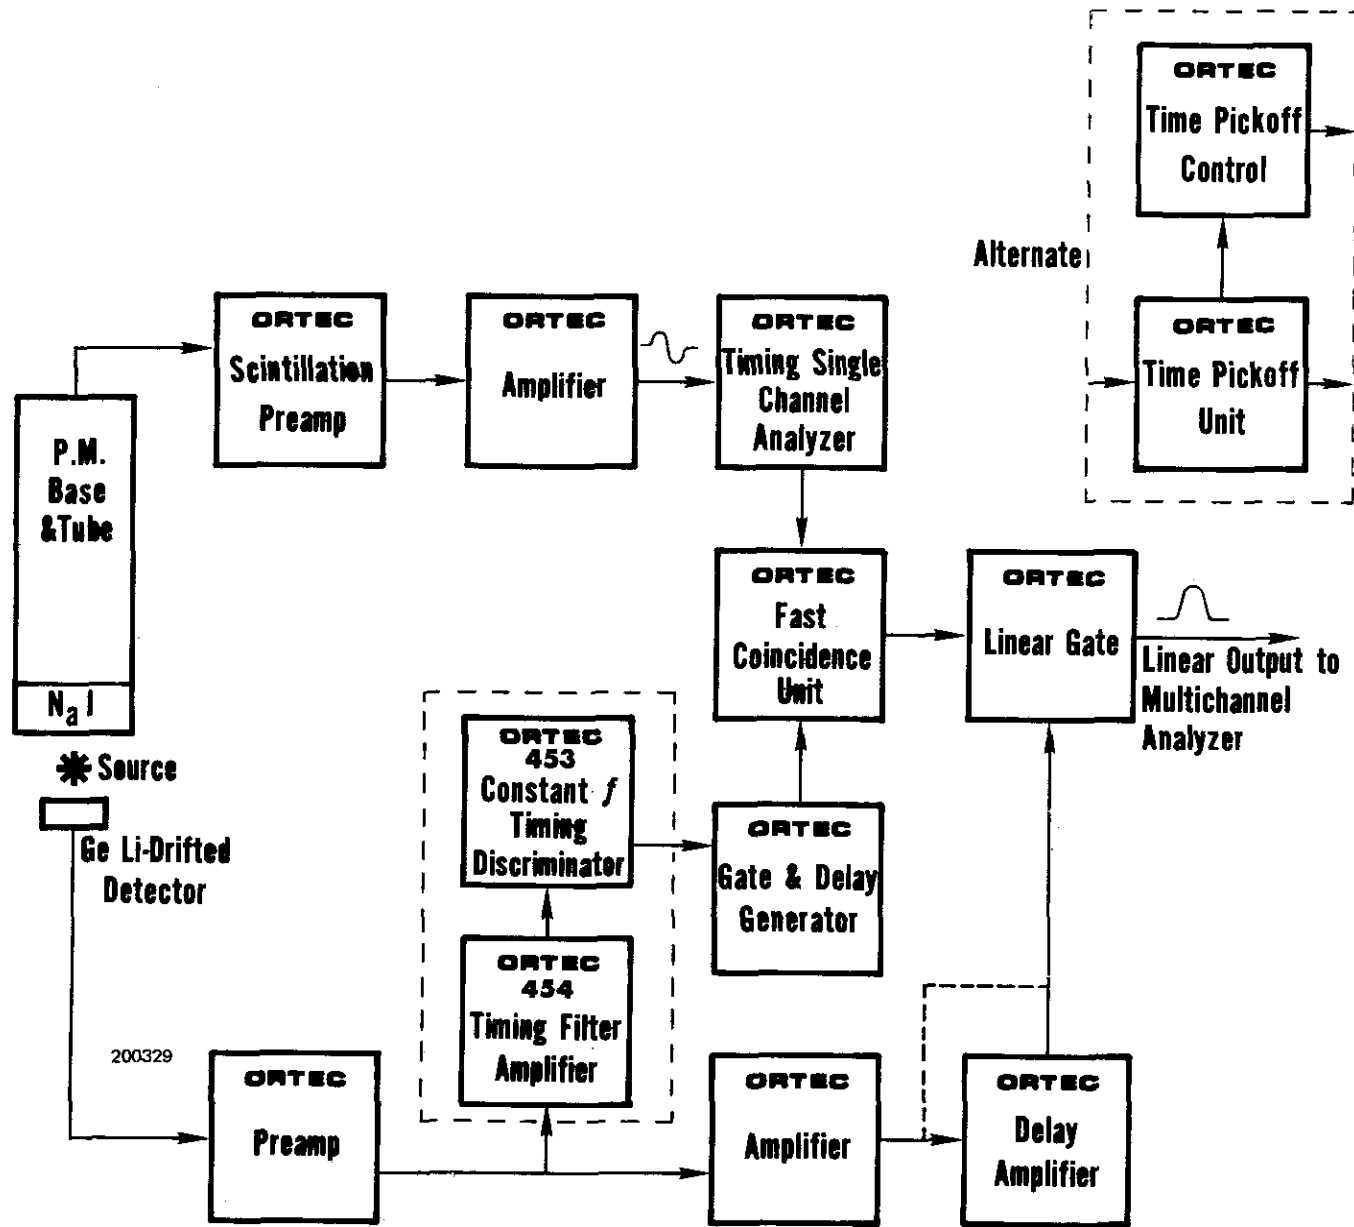 ORTEC
Time Pickoff
Control
Alternate
ORTEC
Time Pickoff
Unit
ORTEC
Scintillation
Preamp
ORTEC
Amplifier
ORTEC
Timing Single
Channel
Analyzer
P.M.
Base
&Tube
NaI
Source
Ge Li-Drifted
Detector
ORTEC
Fast
Coincidence
Unit
ORTEC
Linear Gate
Linear Output to
Multichannel
Analyzer
ORTEC
453
Constant f
Timing
Discriminator
ORTEC
Gate & Delay
Generator
ORTEC
454
Timing Filter
Amplifier
200329
ORTEC
Preamp
ORTEC
Amplifier
ORTEC
Delay
Amplifier